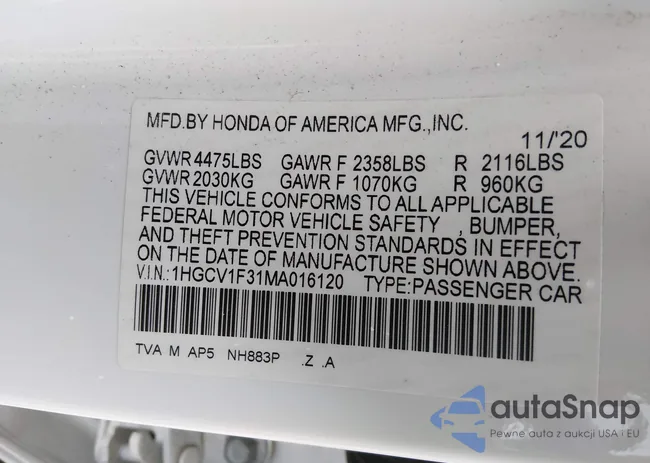 MFD.BY HONDA OF AMERICA MFG.,INC.
11/'20
GVWR 4475LBS GAWR F 2358LBS R 2116LBS
GVWR 2030KG GAWR F 1070KG R 960KG
THIS VEHICLE CONFORMS TO ALL APPLICABLE
FEDERAL MOTOR VEHICLE SAFETY , BUMPER,
AND THEFT PREVENTION STANDARDS IN EFFECT
ON THE DATE OF MANUFACTURE SHOWN ABOVE.
V.I.N.:1HGCV1F31MA016120 TYPE:PASSENGER CAR
TVA M AP5 NH883P .Z .A
autaSnap
Pewne auta z aukcji USA i EU